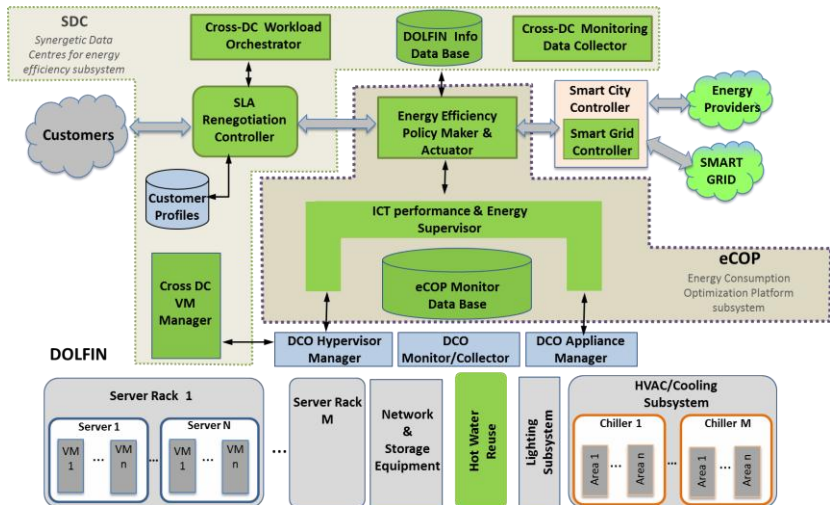 SDC
Synergetic Data
Centres for energy
efficiency subsystem
Cross-DC Workload
Orchestrator
DOLFIN Info
Data Base
Cross-DC Monitoring
Data Collector
Customers
SLA
Renegotiation
Controller
Energy Efficiency
Policy Maker &
Actuator
Smart City
Controller
Smart Grid
Controller
Energy
Providers
SMART
GRID
Customer
Profiles
ICT performance & Energy
Supervisor
eCOP Monitor
Data Base
eCOP
Energy Consumption
Optimization Platform
subsystem
Cross DC
VM
Manager
DOLFIN
DCO Hypervisor
Manager
DCO
Monitor/Collector
DCO Appliance
Manager
Server Rack 1
Server 1
VM
1
...
VM
n
...
Server N
VM
1
...
VM
n
...
Server Rack
M
Network
&
Storage
Equipment
Hot Water
Reuse
Lighting
Subsystem
HVAC/Cooling
Subsystem
Chiller 1
Area 1
...
Area n
...
Chiller M
Area 1
...
Area n